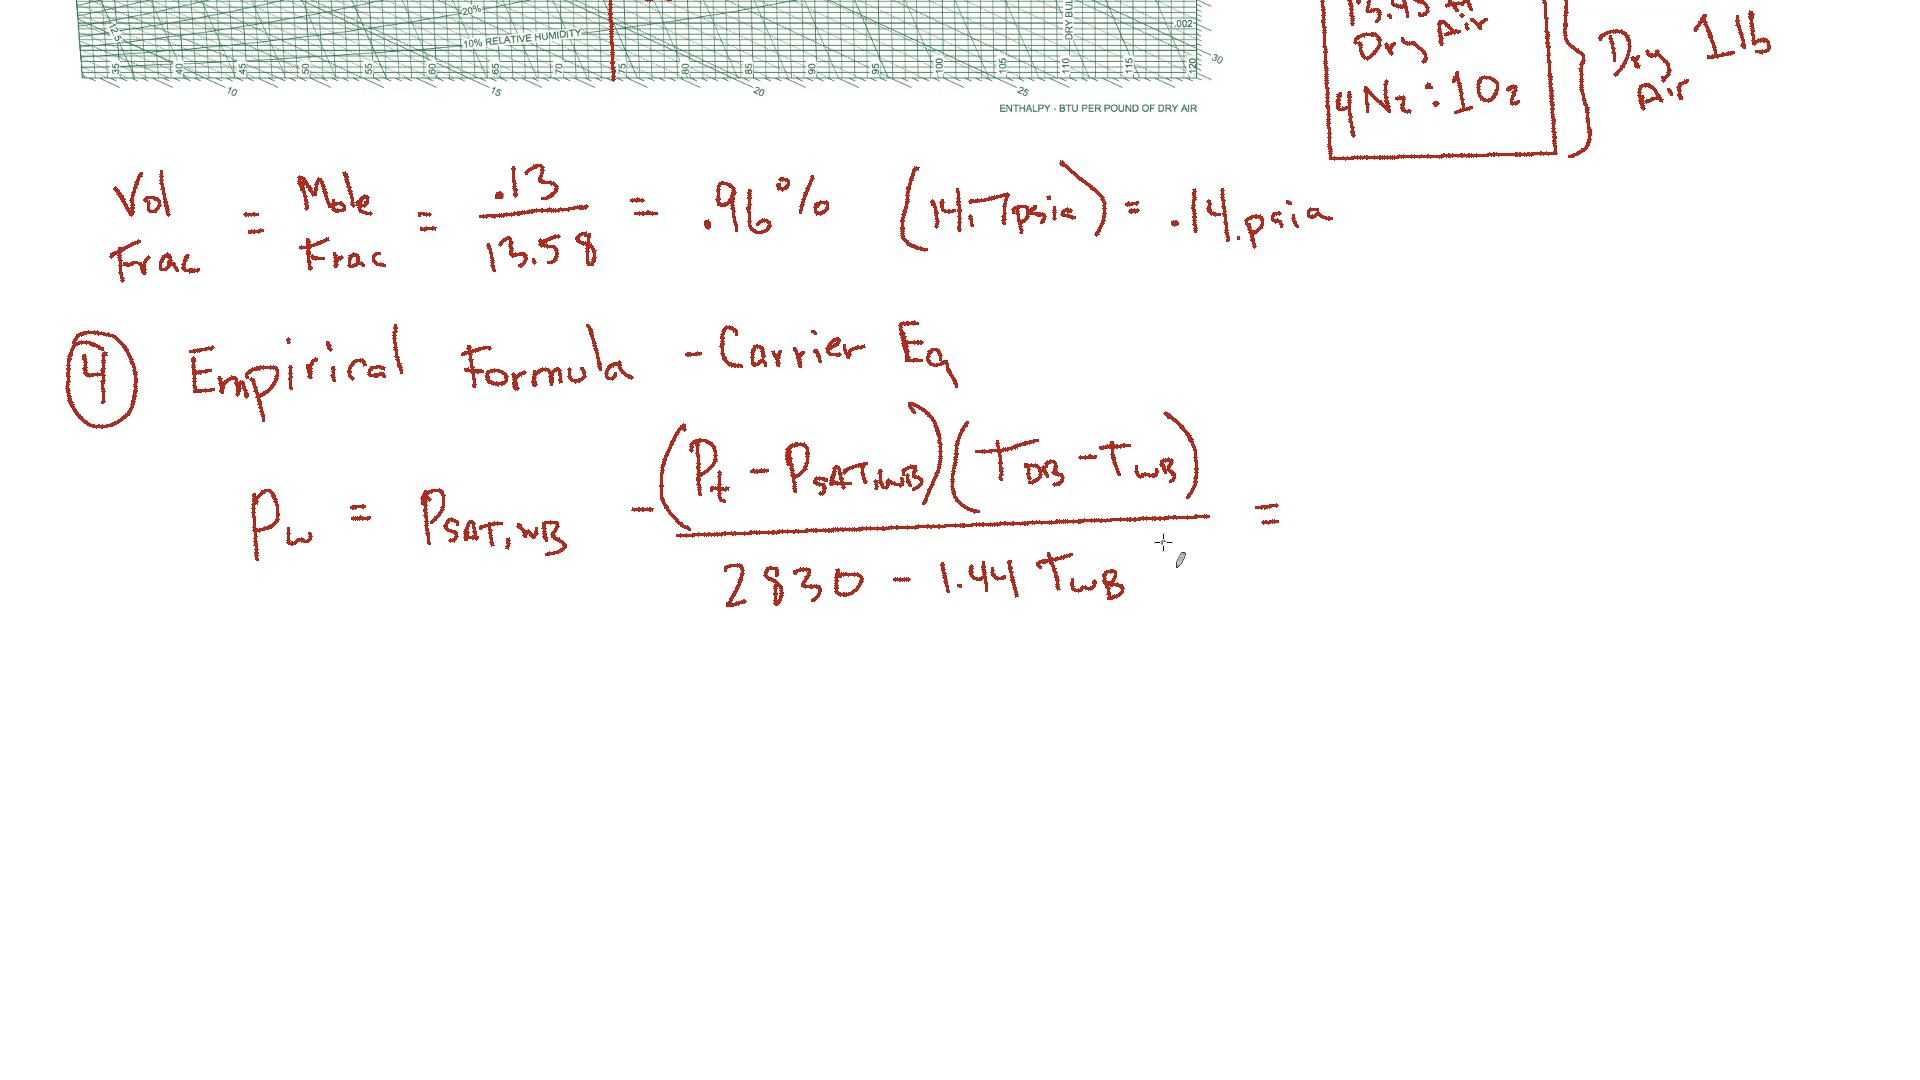 20%
10% RELATIVE HUMIDITY
.002
35 40 45 50 55 60 65 70 75 80 85 90 95 100 105 110 115 120
30
10 15 20 25
ENTHALPY - BTU PER POUND OF DRY AIR
Dry Air
4N₂ : 1O₂
Dry Air 1 lb
Vol Frac = Mole Frac = .13 / 13.58 = .96% (14.7psia) = .14 psia
4 Empirical Formula - Carrier Eq
Pw = PSAT,WB - (Pt - PSAT,WB)(TDB - TWB) / 2830 - 1.44 TWB =